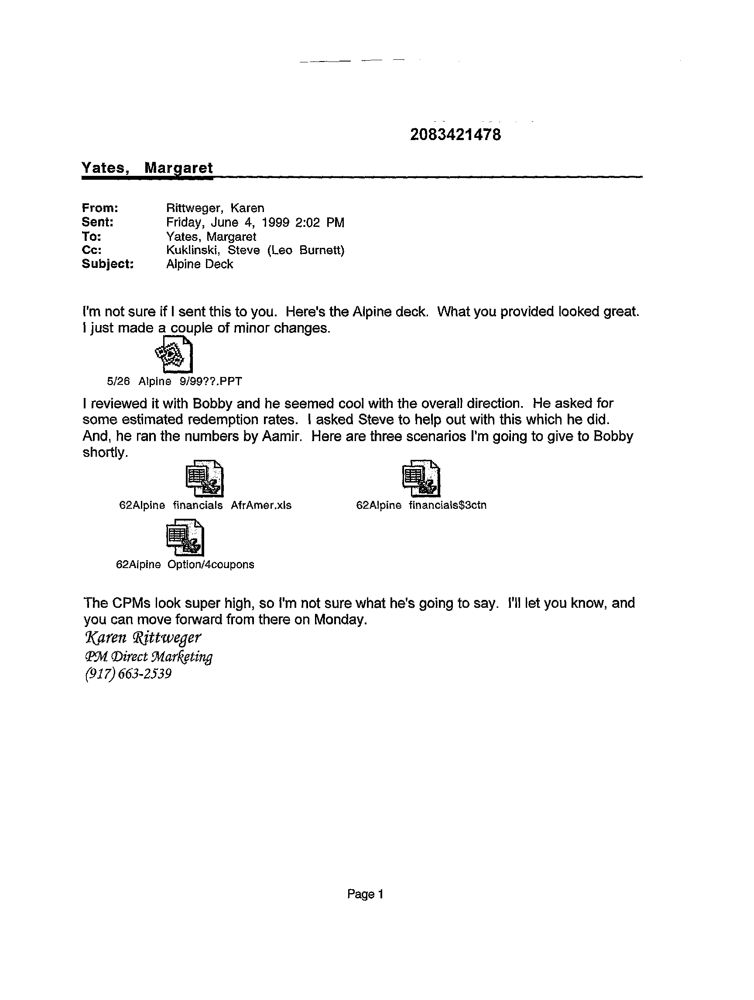 2083421478
Yates, Margaret
From: Rittweger, Karen
Sent: Friday, June 4, 1999 2:02 PM
To: Yates, Margaret
Cc: Kuklinski, Steve (Leo Burnett)
Subject: Alpine Deck
I'm not sure if I sent this to you. Here's the Alpine deck. What you provided looked great.
I just made a couple of minor changes.
5/26 Alpine 9/99??.PPT
I reviewed it with Bobby and he seemed cool with the overall direction. He asked for
some estimated redemption rates. I asked Steve to help out with this which he did.
And, he ran the numbers by Aamir. Here are three scenarios I'm going to give to Bobby
shortly.
62Alpine financials AfrAmer.xls 62Alpine financials$3ctn
62Alpine Option/4coupons
The CPMs look super high, so I'm not sure what he's going to say. I'll let you know, and
you can move forward from there on Monday.
Karen Rittweger
PM Direct Marketing
(917) 663-2539
Page 1